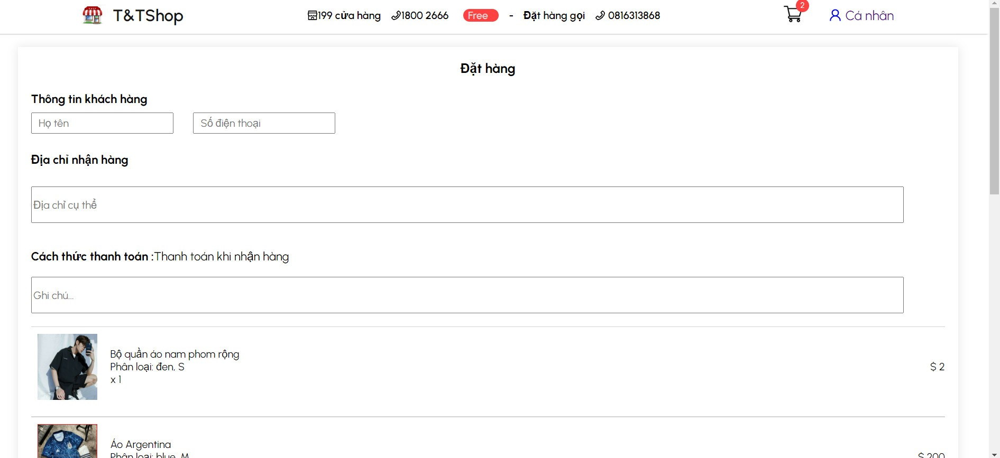 T&TShop
199 cửa hàng 1800 2666 Free - Đặt hàng gọi 0816313868
2
Cá nhân
Đặt hàng
Thông tin khách hàng
Họ tên
Số điện thoại
Địa chỉ nhận hàng
Địa chỉ cụ thể
Cách thức thanh toán :Thanh toán khi nhận hàng
Ghi chú...
Bộ quần áo nam phom rộng
Phân loại: đen, S
x 1
$ 2
Áo Argentina
Phân loại: blue, M
$ 200